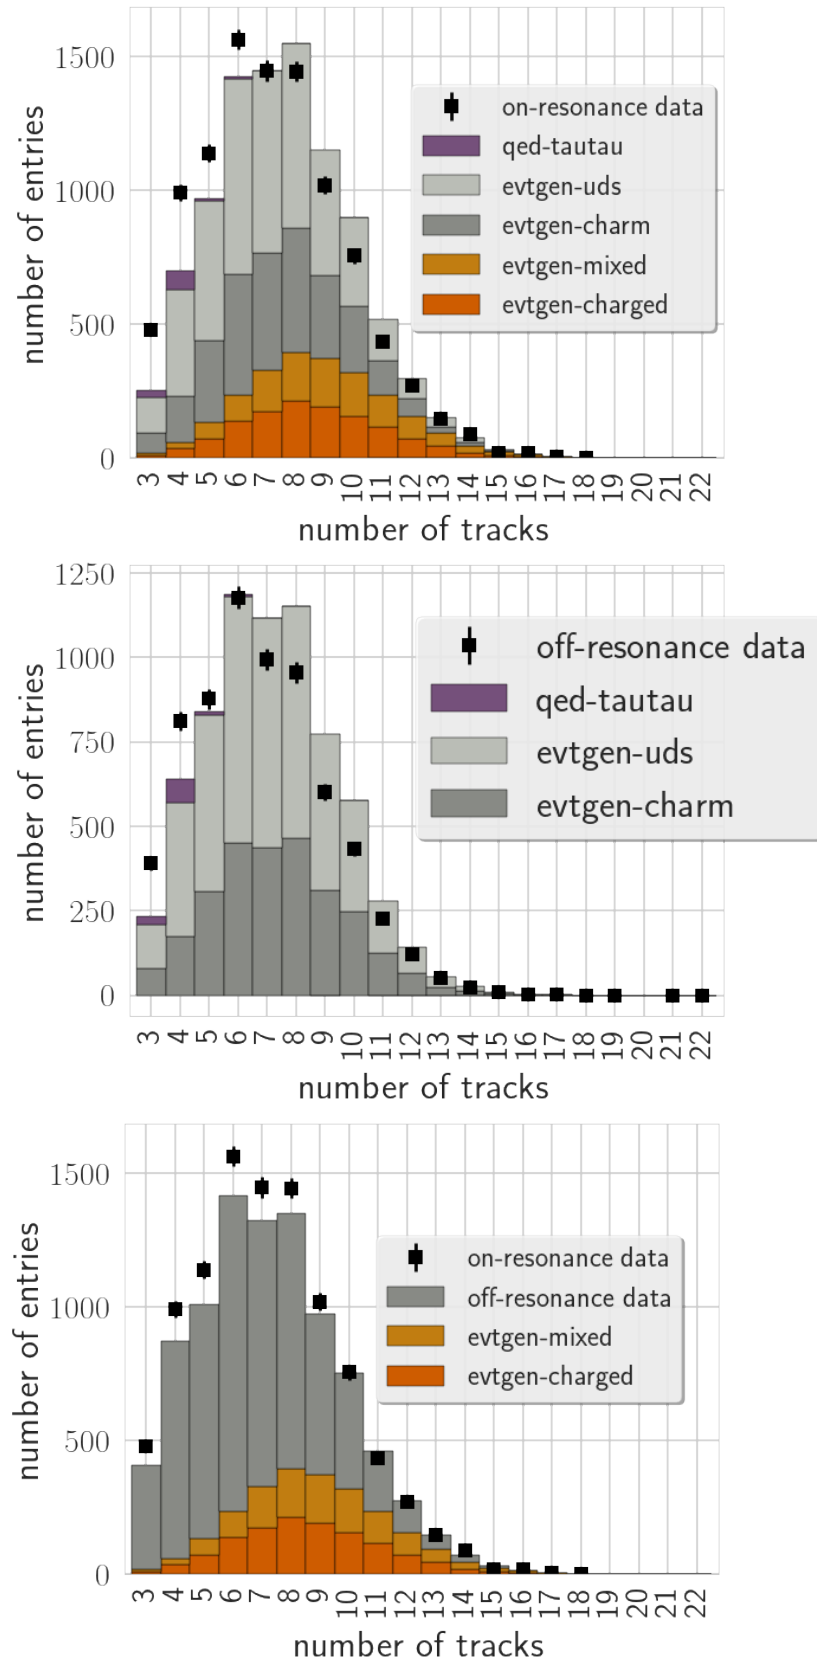 1500
1000
500
0
number of entries
on-resonance data
qed-tautau
evtgen-uds
evtgen-charm
evtgen-mixed
evtgen-charged
3 4 5 6 7 8 9 10 11 12 13 14 15 16 17 18 19 20 21 22
number of tracks
1250
1000
750
500
250
0
number of entries
off-resonance data
qed-tautau
evtgen-uds
evtgen-charm
3 4 5 6 7 8 9 10 11 12 13 14 15 16 17 18 19 20 21 22
number of tracks
1500
1000
500
0
number of entries
on-resonance data
off-resonance data
evtgen-mixed
evtgen-charged
3 4 5 6 7 8 9 10 11 12 13 14 15 16 17 18 19 20 21 22
number of tracks